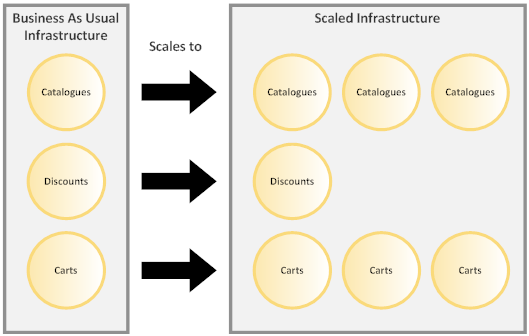 Business As Usual
Infrastructure
Scales to
Scaled Infrastructure
Catalogues
Catalogues
Catalogues
Catalogues
Discounts
Discounts
Carts
Carts
Carts
Carts